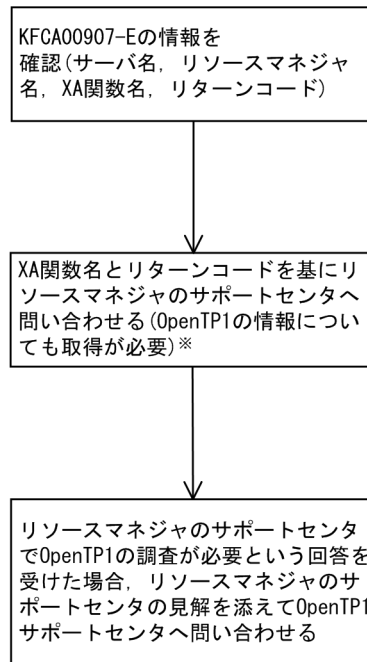 KFCA00907-Eの情報を
確認(サーバ名, リソースマネジャ
名, XA関数名, リターンコード)
XA関数名とリターンコードを基にリ
ソースマネジャのサポートセンタへ
問い合わせる(OpenTP1の情報につい
ても取得が必要)※
リソースマネジャのサポートセンタ
でOpenTP1の調査が必要という回答を
受けた場合, リソースマネジャのサ
ポートセンタの見解を添えてOpenTP1
サポートセンタへ問い合わせる